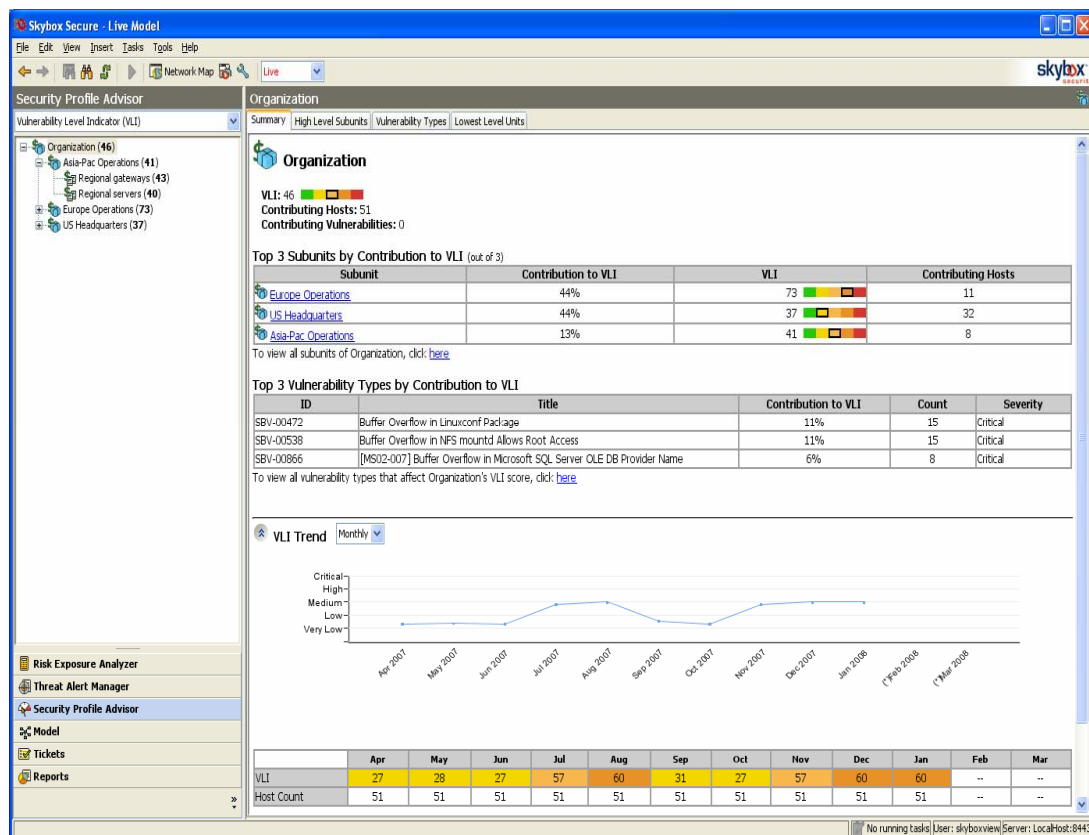 Skybox Secure - Live Model
File Edit View Insert Tasks Tools Help
Network Map Live skybox security
Security Profile Advisor
Vulnerability Level Indicator (VLI)
Organization (46)
Asia-Pac Operations (41)
Regional gateways (43)
Regional servers (40)
Europe Operations (73)
US Headquarters (37)
Risk Exposure Analyzer
Threat Alert Manager
Security Profile Advisor
Model
Tickets
Reports
»
Organization
Summary High Level Subunits Vulnerability Types Lowest Level Units
Organization
VLI: 46
Contributing Hosts: 51
Contributing Vulnerabilities: 0
Top 3 Subunits by Contribution to VLI (out of 3)
Subunit Contribution to VLI VLI Contributing Hosts
Europe Operations 44% 73 11
US Headquarters 44% 37 32
Asia-Pac Operations 13% 41 8
To view all subunits of Organization, click here
Top 3 Vulnerability Types by Contribution to VLI
ID Title Contribution to VLI Count Severity
SBV-00472 Buffer Overflow in Linuxconf Package 11% 15 Critical
SBV-00538 Buffer Overflow in NFS mountd Allows Root Access 11% 15 Critical
SBV-00866 [MS02-007] Buffer Overflow in Microsoft SQL Server OLE DB Provider Name 6% 8 Critical
To view all vulnerability types that affect Organization's VLI score, click here
VLI Trend Monthly
Critical
High
Medium
Low
Very Low
Apr 2007 May 2007 Jun 2007 Jul 2007 Aug 2007 Sep 2007 Oct 2007 Nov 2007 Dec 2007 Jan 2008 (*)Feb 2008 (*)Mar 2008
Apr May Jun Jul Aug Sep Oct Nov Dec Jan Feb Mar
VLI 27 28 27 57 60 31 27 57 60 60 -- --
Host Count 51 51 51 51 51 51 51 51 51 51 -- --
No running tasks User: skyboxview Server: LocalHost:8443